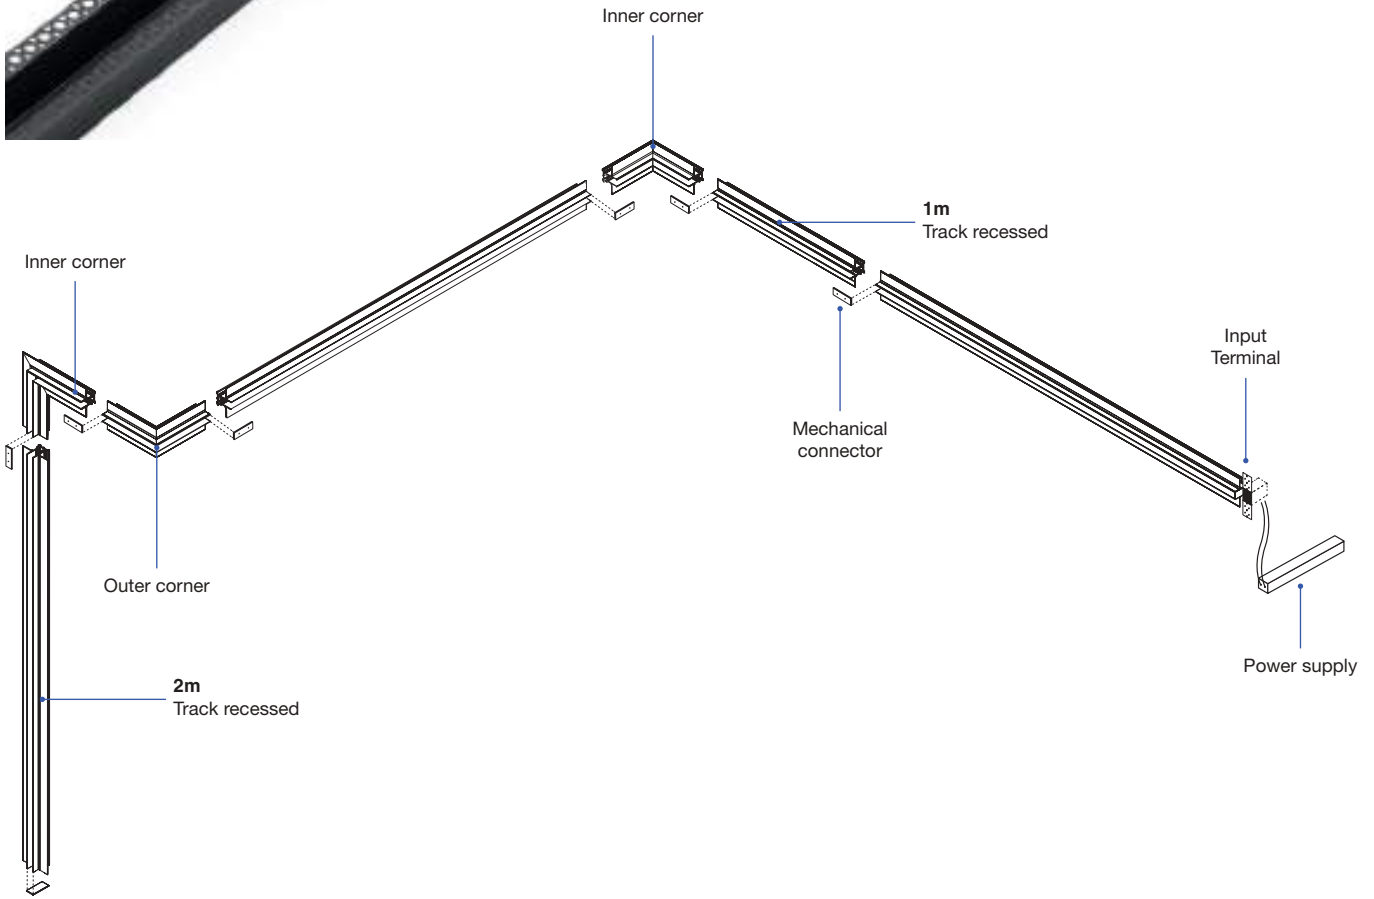 Inner corner
1m
Track recessed
Inner corner
Input
Terminal
Mechanical
connector
Outer corner
Power supply
2m
Track recessed